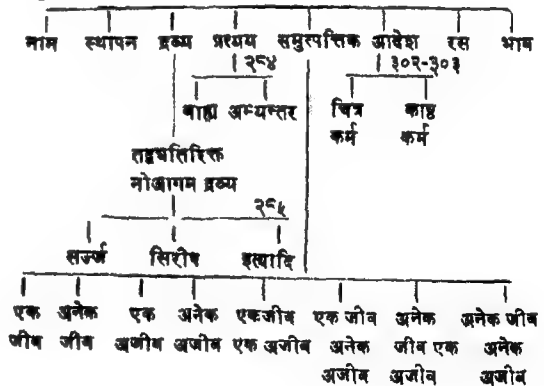 नाम स्थापन द्रव्य प्रत्यय समुत्पत्तिक आदेश रस भाव
२८४ ३०२-३०३
बाह्य अभ्यन्तर चित्र काष्ठ
कर्म कर्म
तद्व्यतिरिक्त
नोआगम द्रव्य
२८५
सर्ज्ज सिरीष इत्यादि
एक अनेक एक अनेक एकजीव एक जीव अनेक अनेक जीव
जीव जीव अजीव अजीव एक अजीव अनेक जीव एक अनेक
अजीव अजीव अजीव